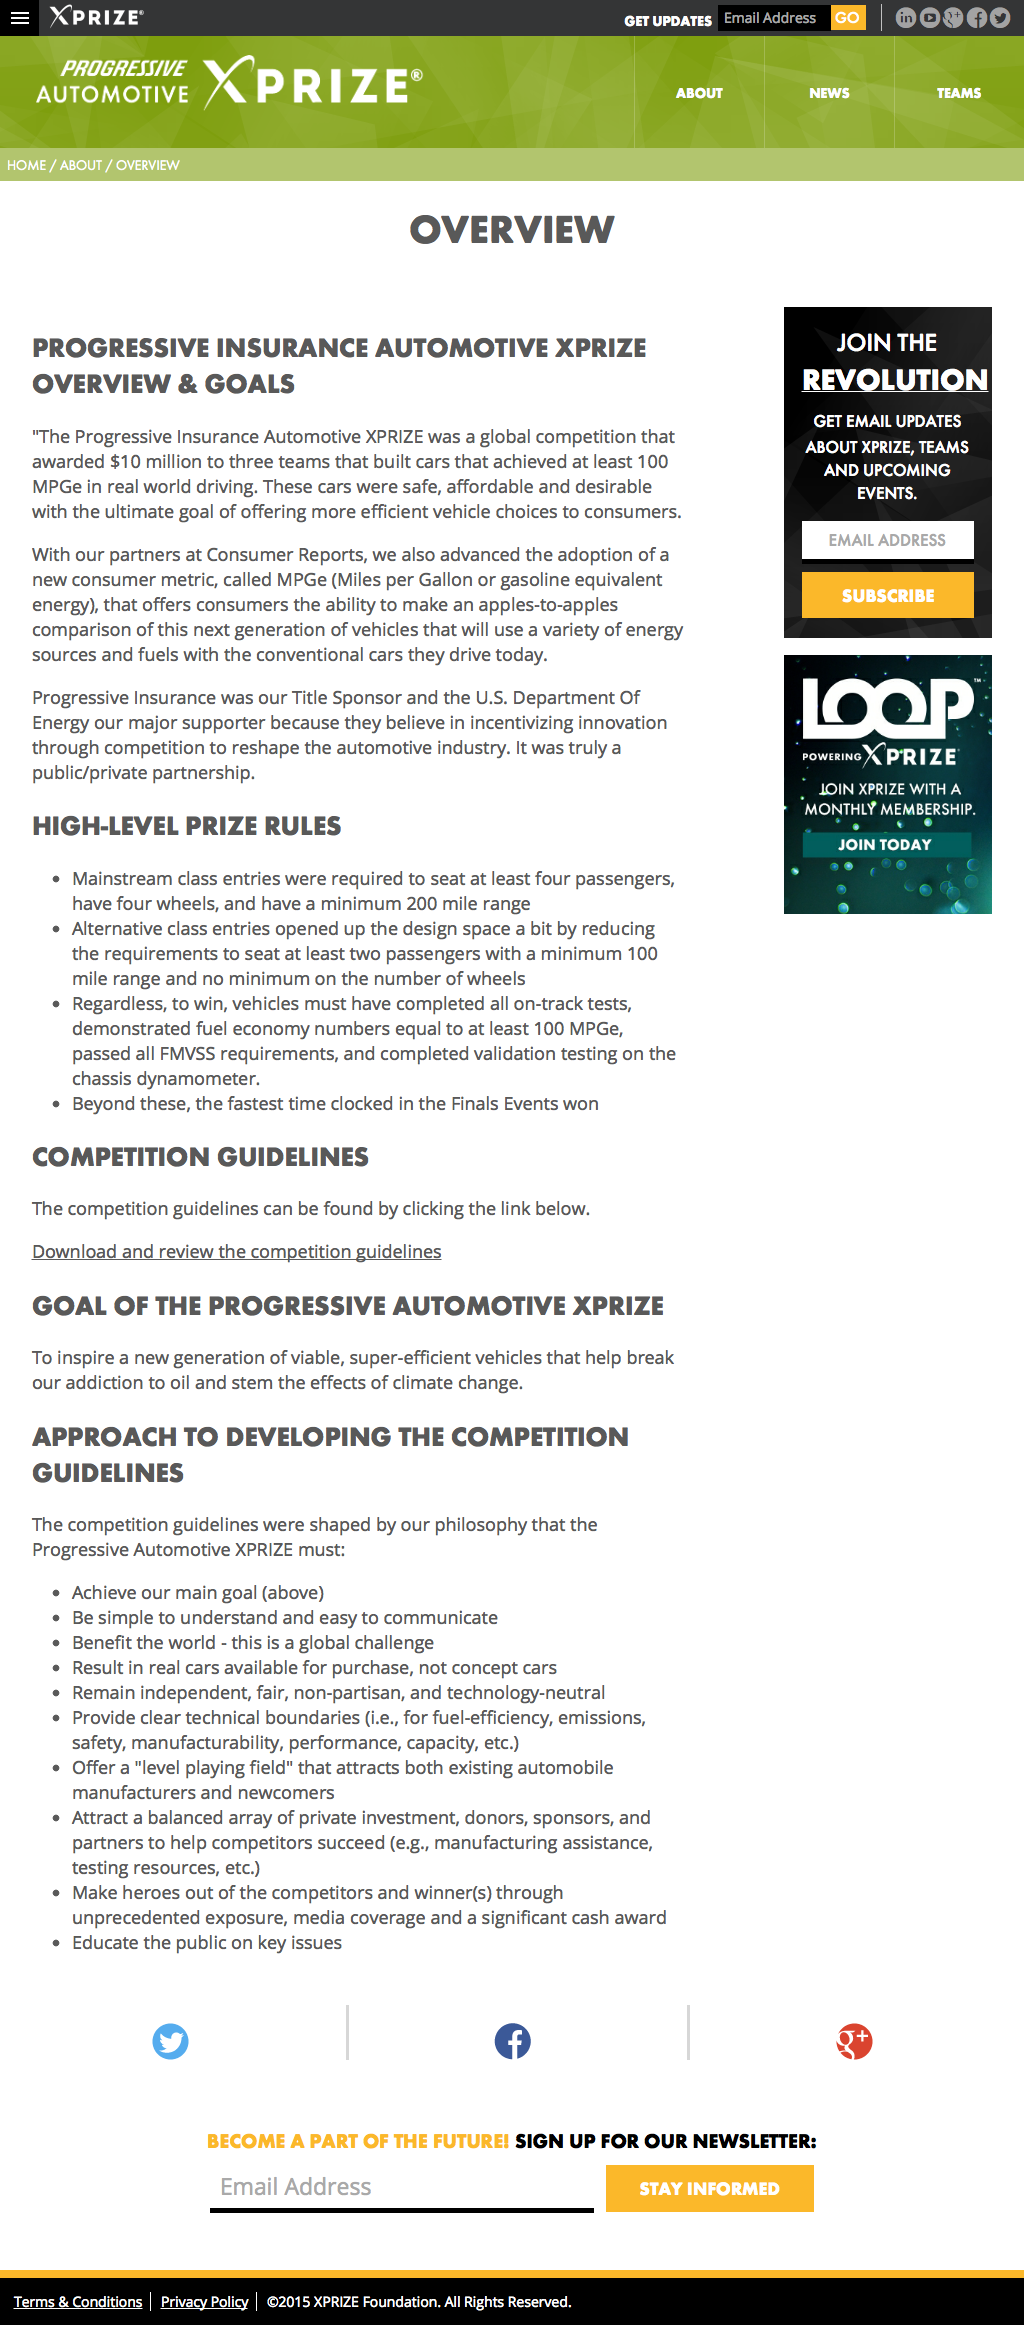 XPRIZE®
GET UPDATES Email Address GO
PROGRESSIVE
AUTOMOTIVE XPRIZE®
ABOUT NEWS TEAMS
HOME / ABOUT / OVERVIEW
OVERVIEW
PROGRESSIVE INSURANCE AUTOMOTIVE XPRIZE
OVERVIEW & GOALS
"The Progressive Insurance Automotive XPRIZE was a global competition that
awarded $10 million to three teams that built cars that achieved at least 100
MPGe in real world driving. These cars were safe, affordable and desirable
with the ultimate goal of offering more efficient vehicle choices to consumers.
With our partners at Consumer Reports, we also advanced the adoption of a
new consumer metric, called MPGe (Miles per Gallon or gasoline equivalent
energy), that offers consumers the ability to make an apples-to-apples
comparison of this next generation of vehicles that will use a variety of energy
sources and fuels with the conventional cars they drive today.
Progressive Insurance was our Title Sponsor and the U.S. Department Of
Energy our major supporter because they believe in incentivizing innovation
through competition to reshape the automotive industry. It was truly a
public/private partnership.
HIGH-LEVEL PRIZE RULES
• Mainstream class entries were required to seat at least four passengers,
have four wheels, and have a minimum 200 mile range
• Alternative class entries opened up the design space a bit by reducing
the requirements to seat at least two passengers with a minimum 100
mile range and no minimum on the number of wheels
• Regardless, to win, vehicles must have completed all on-track tests,
demonstrated fuel economy numbers equal to at least 100 MPGe,
passed all FMVSS requirements, and completed validation testing on the
chassis dynamometer.
• Beyond these, the fastest time clocked in the Finals Events won
COMPETITION GUIDELINES
The competition guidelines can be found by clicking the link below.
Download and review the competition guidelines
GOAL OF THE PROGRESSIVE AUTOMOTIVE XPRIZE
To inspire a new generation of viable, super-efficient vehicles that help break
our addiction to oil and stem the effects of climate change.
APPROACH TO DEVELOPING THE COMPETITION
GUIDELINES
The competition guidelines were shaped by our philosophy that the
Progressive Automotive XPRIZE must:
• Achieve our main goal (above)
• Be simple to understand and easy to communicate
• Benefit the world - this is a global challenge
• Result in real cars available for purchase, not concept cars
• Remain independent, fair, non-partisan, and technology-neutral
• Provide clear technical boundaries (i.e., for fuel-efficiency, emissions,
safety, manufacturability, performance, capacity, etc.)
• Offer a "level playing field" that attracts both existing automobile
manufacturers and newcomers
• Attract a balanced array of private investment, donors, sponsors, and
partners to help competitors succeed (e.g., manufacturing assistance,
testing resources, etc.)
• Make heroes out of the competitors and winner(s) through
unprecedented exposure, media coverage and a significant cash award
• Educate the public on key issues
JOIN THE
REVOLUTION
GET EMAIL UPDATES
ABOUT XPRIZE, TEAMS
AND UPCOMING
EVENTS.
EMAIL ADDRESS
SUBSCRIBE
LOOP™
POWERING XPRIZE
JOIN XPRIZE WITH A
MONTHLY MEMBERSHIP.
JOIN TODAY
BECOME A PART OF THE FUTURE! SIGN UP FOR OUR NEWSLETTER:
Email Address STAY INFORMED
Terms & Conditions Privacy Policy ©2015 XPRIZE Foundation. All Rights Reserved.